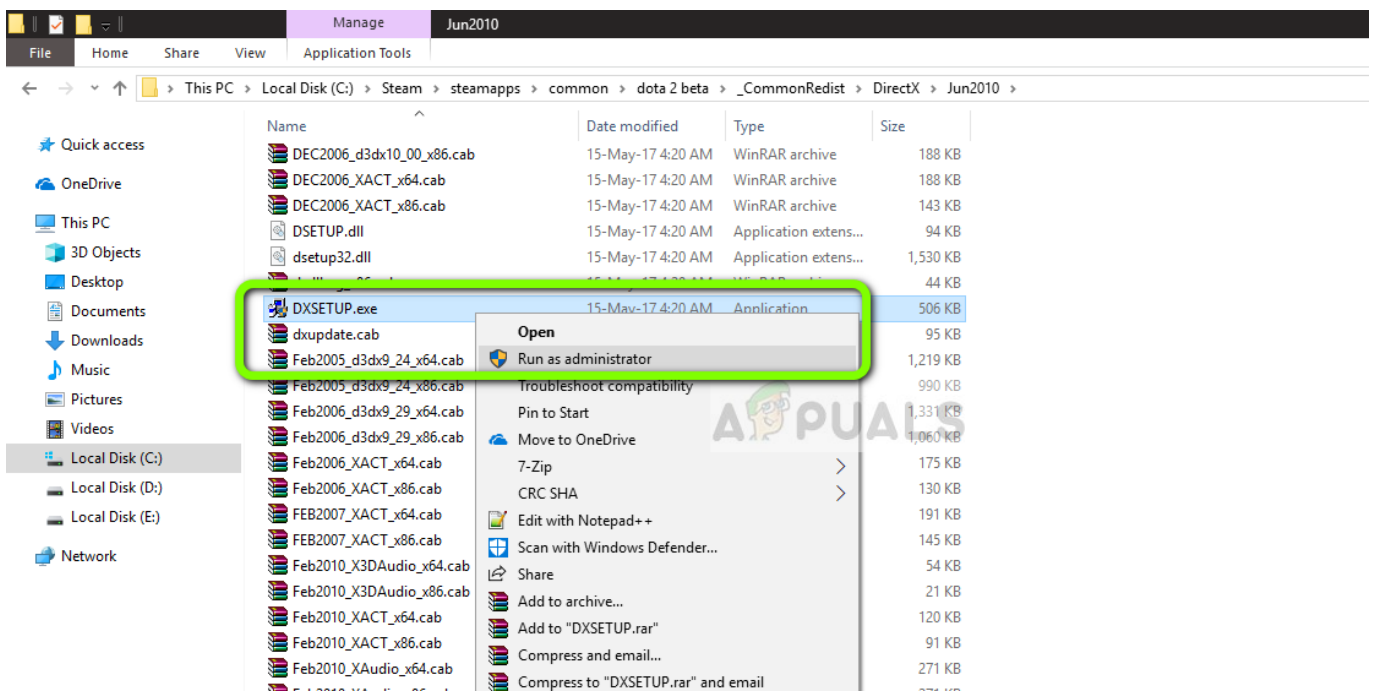 Manage Jun2010
File Home Share View Application Tools
This PC > Local Disk (C:) > Steam > steamapps > common > dota 2 beta > _CommonRedist > DirectX > Jun2010 >
Name Date modified Type Size
Quick access
OneDrive
This PC
3D Objects
Desktop
Documents
Downloads
Music
Pictures
Videos
Local Disk (C:)
Local Disk (D:)
Local Disk (E:)
Network
DEC2006_d3dx10_00_x86.cab 15-May-17 4:20 AM WinRAR archive 188 KB
DEC2006_XACT_x64.cab 15-May-17 4:20 AM WinRAR archive 188 KB
DEC2006_XACT_x86.cab 15-May-17 4:20 AM WinRAR archive 143 KB
DSETUP.dll 15-May-17 4:20 AM Application extens... 94 KB
dsetup32.dll 15-May-17 4:20 AM Application extens... 1,530 KB
44 KB
DXSETUP.exe 15-May-17 4:20 AM Application 506 KB
dxupdate.cab 95 KB
Feb2005_d3dx9_24_x64.cab 1,219 KB
Feb2005_d3dx9_24_x86.cab 990 KB
Feb2006_d3dx9_29_x64.cab 1,331 KB
Feb2006_d3dx9_29_x86.cab 1,060 KB
Feb2006_XACT_x64.cab 175 KB
Feb2006_XACT_x86.cab 130 KB
FEB2007_XACT_x64.cab 191 KB
FEB2007_XACT_x86.cab 145 KB
Feb2010_X3DAudio_x64.cab 54 KB
Feb2010_X3DAudio_x86.cab 21 KB
Feb2010_XACT_x64.cab 120 KB
Feb2010_XACT_x86.cab 91 KB
Feb2010_XAudio_x64.cab 271 KB
Open
Run as administrator
Troubleshoot compatibility
Pin to Start
Move to OneDrive
7-Zip
CRC SHA
Edit with Notepad++
Scan with Windows Defender...
Share
Add to archive...
Add to "DXSETUP.rar"
Compress and email...
Compress to "DXSETUP.rar" and email
APPUALS